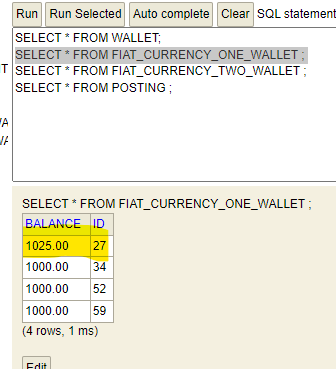 Run Run Selected Auto complete Clear SQL statement
SELECT * FROM WALLET;
SELECT * FROM FIAT_CURRENCY_ONE_WALLET ;
SELECT * FROM FIAT_CURRENCY_TWO_WALLET ;
SELECT * FROM POSTING ;
SELECT * FROM FIAT_CURRENCY_ONE_WALLET ;
BALANCE ID
1025.00 27
1000.00 34
1000.00 52
1000.00 59
(4 rows, 1 ms)
Edit